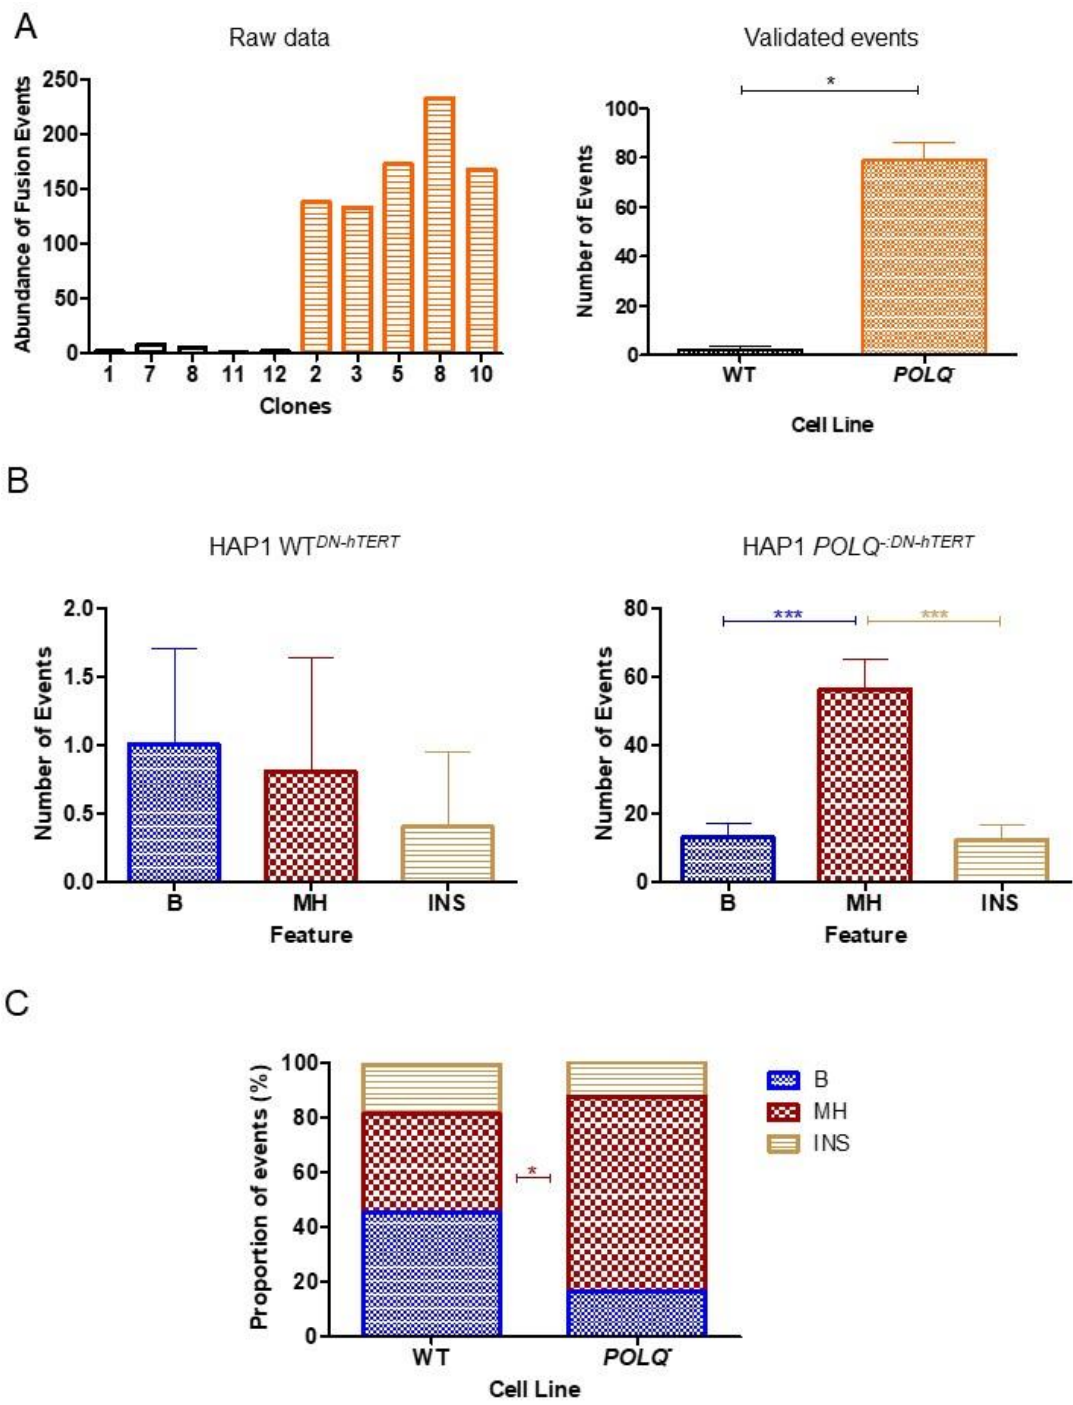 A
Raw data
Abundance of Fusion Events
250
200
150
100
50
0
1 7 8 11 12 2 3 5 8 10
Clones
Validated events
*
Number of Events
100
80
60
40
20
0
WT POLQ-
Cell Line
B
HAP1 WT DN-hTERT
Number of Events
2.0
1.5
1.0
0.5
0.0
B MH INS
Feature
HAP1 POLQ-:DN-hTERT
*** ***
Number of Events
80
60
40
20
0
B MH INS
Feature
C
Proportion of events (%)
100
80
60
40
20
0
*
WT POLQ-
Cell Line
B
MH
INS